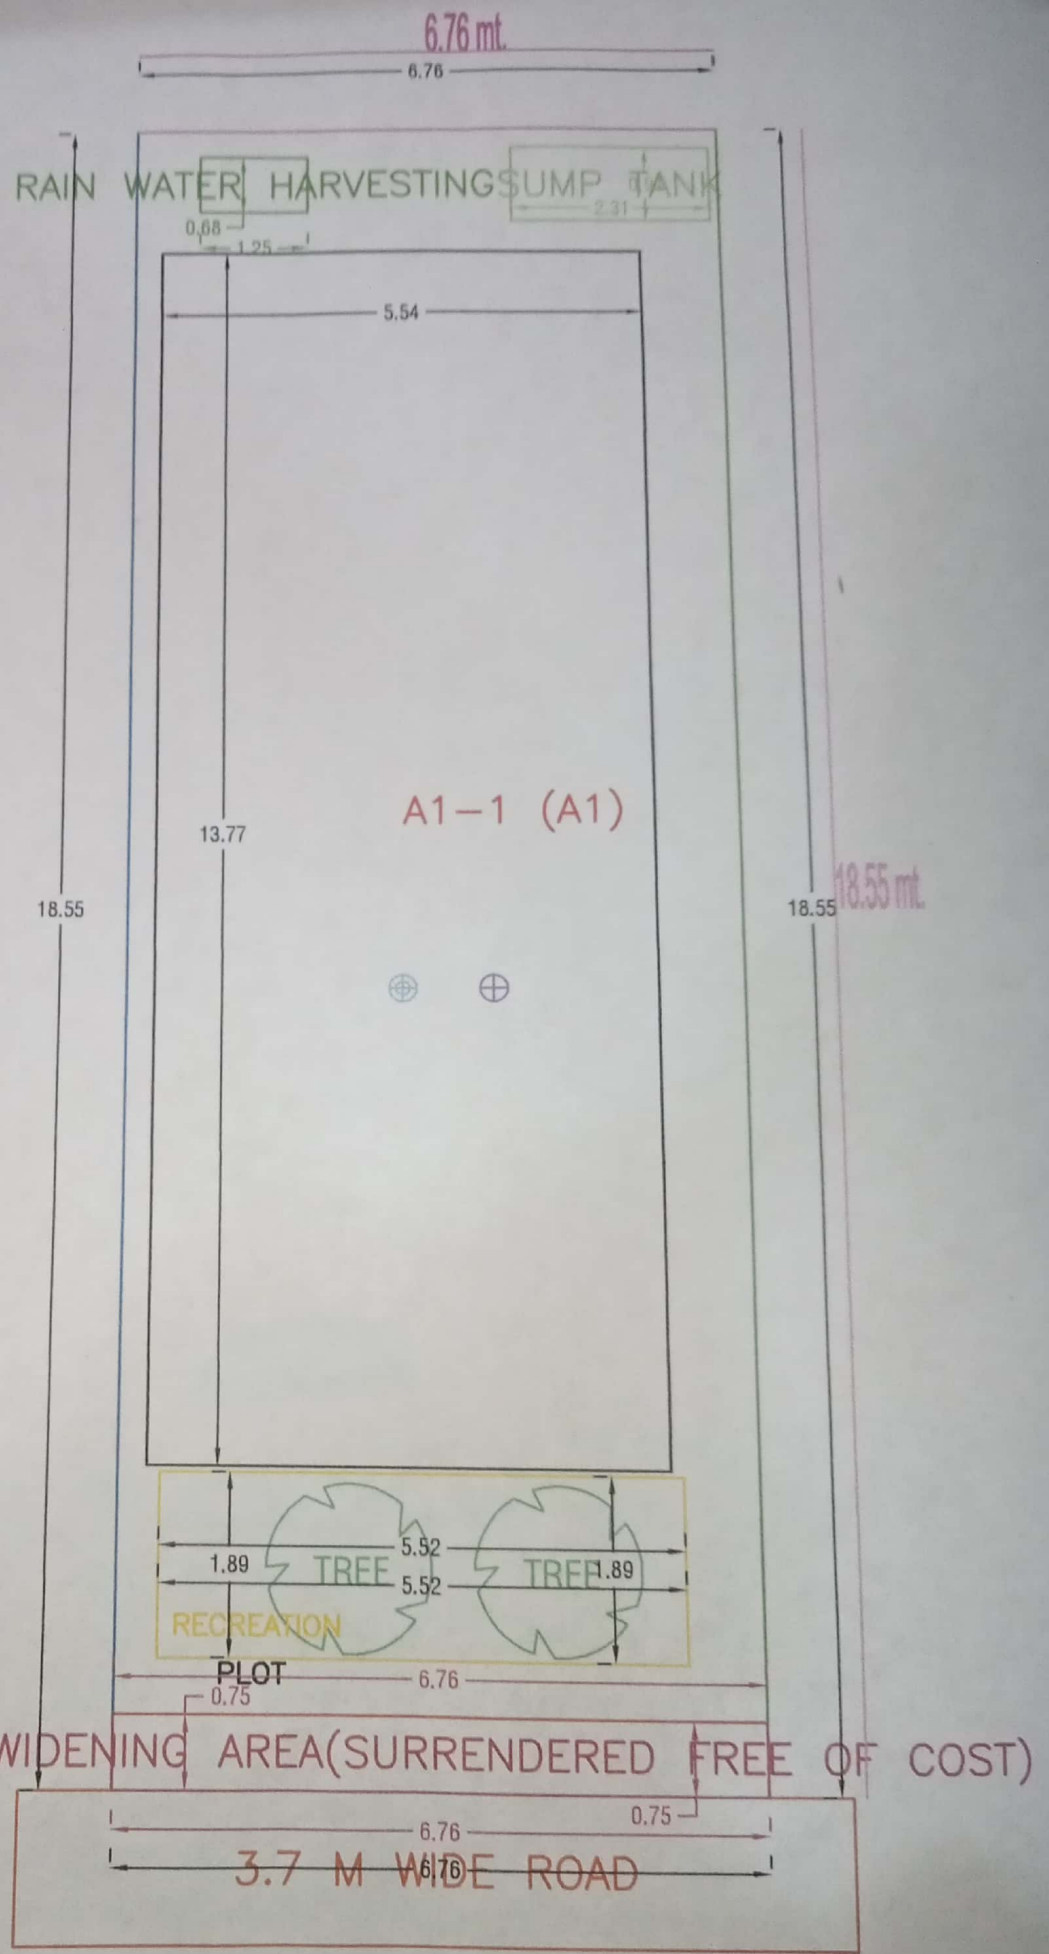 6.76 mt.
6.76
RAIN WATER HARVESTING SUMP TANK
2.31
0.68
1.25
5.54
A1-1 (A1)
13.77
18.55
18.55
18.55 mt.
5.52
1.89
TREE
TREE
1.89
5.52
RECREATION
PLOT
6.76
0.75
WIDENING AREA(SURRENDERED FREE OF COST)
0.75
6.76
3.7 M WIDE ROAD
6.76